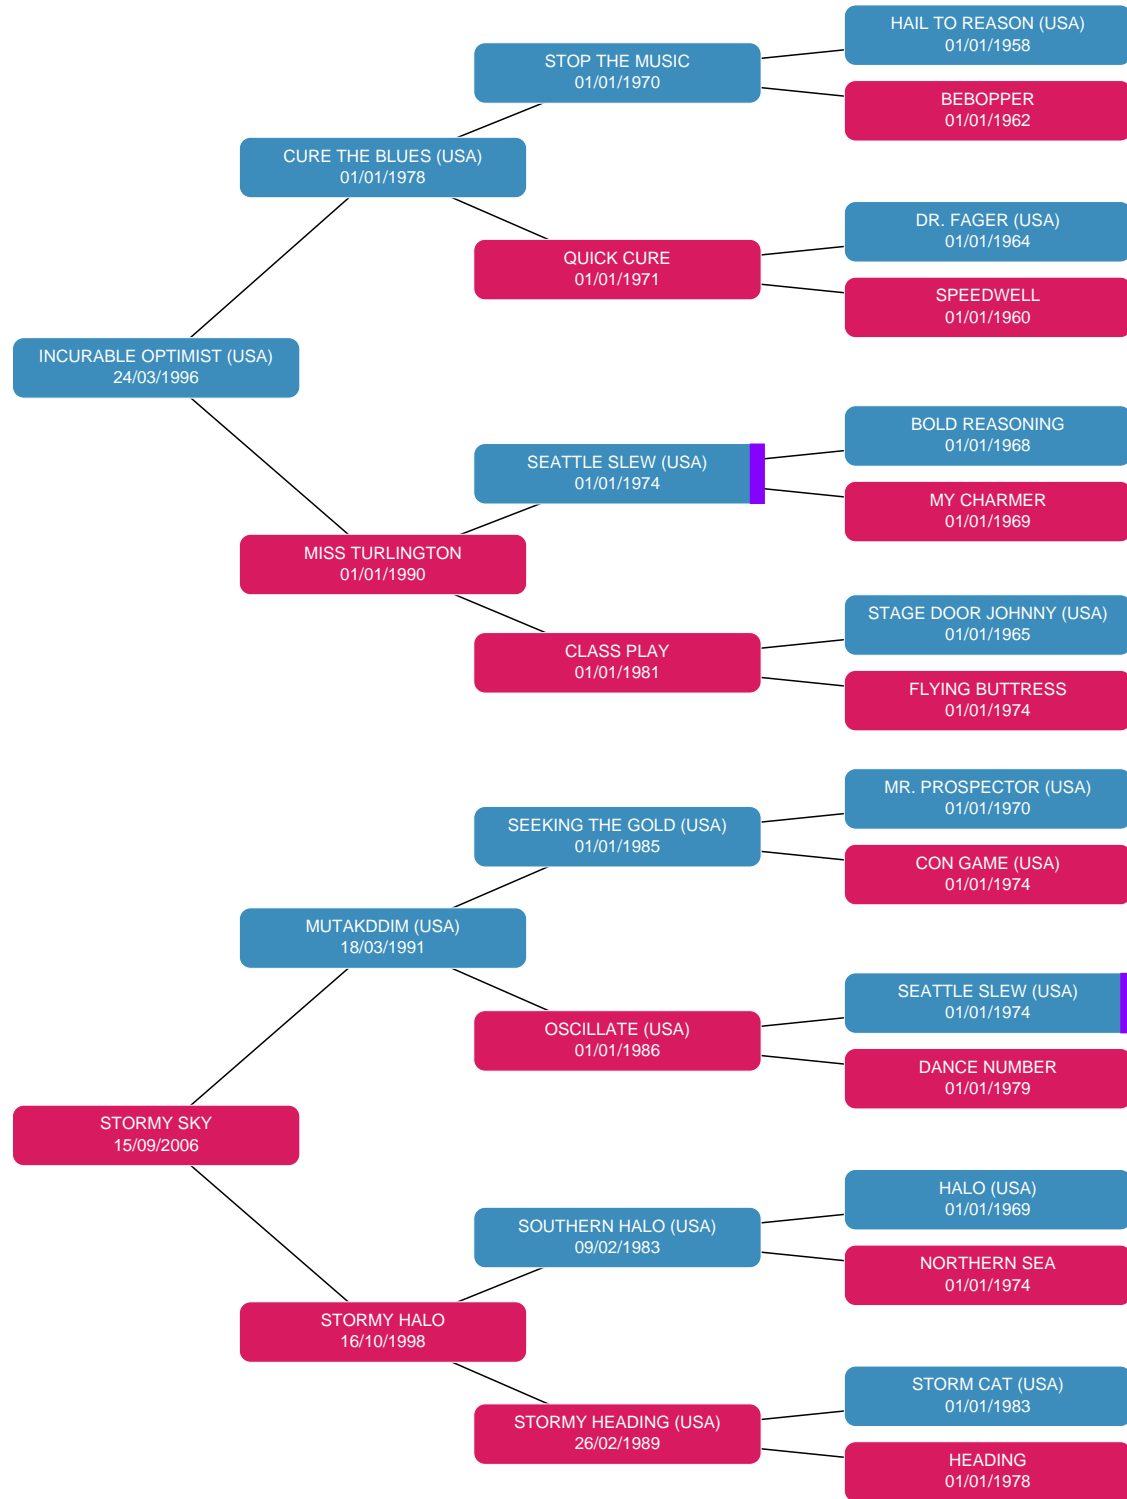 HAIL TO REASON (USA)
01/01/1958
STOP THE MUSIC
01/01/1970
BEBOPPER
01/01/1962
CURE THE BLUES (USA)
01/01/1978
DR. FAGER (USA)
01/01/1964
QUICK CURE
01/01/1971
SPEEDWELL
01/01/1960
INCURABLE OPTIMIST (USA)
24/03/1996
BOLD REASONING
01/01/1968
SEATTLE SLEW (USA)
01/01/1974
MY CHARMER
01/01/1969
MISS TURLINGTON
01/01/1990
STAGE DOOR JOHNNY (USA)
01/01/1965
CLASS PLAY
01/01/1981
FLYING BUTTRESS
01/01/1974
MR. PROSPECTOR (USA)
01/01/1970
SEEKING THE GOLD (USA)
01/01/1985
CON GAME (USA)
01/01/1974
MUTAKDDIM (USA)
18/03/1991
SEATTLE SLEW (USA)
01/01/1974
OSCILLATE (USA)
01/01/1986
DANCE NUMBER
01/01/1979
STORMY SKY
15/09/2006
HALO (USA)
01/01/1969
SOUTHERN HALO (USA)
09/02/1983
NORTHERN SEA
01/01/1974
STORMY HALO
16/10/1998
STORM CAT (USA)
01/01/1983
STORMY HEADING (USA)
26/02/1989
HEADING
01/01/1978